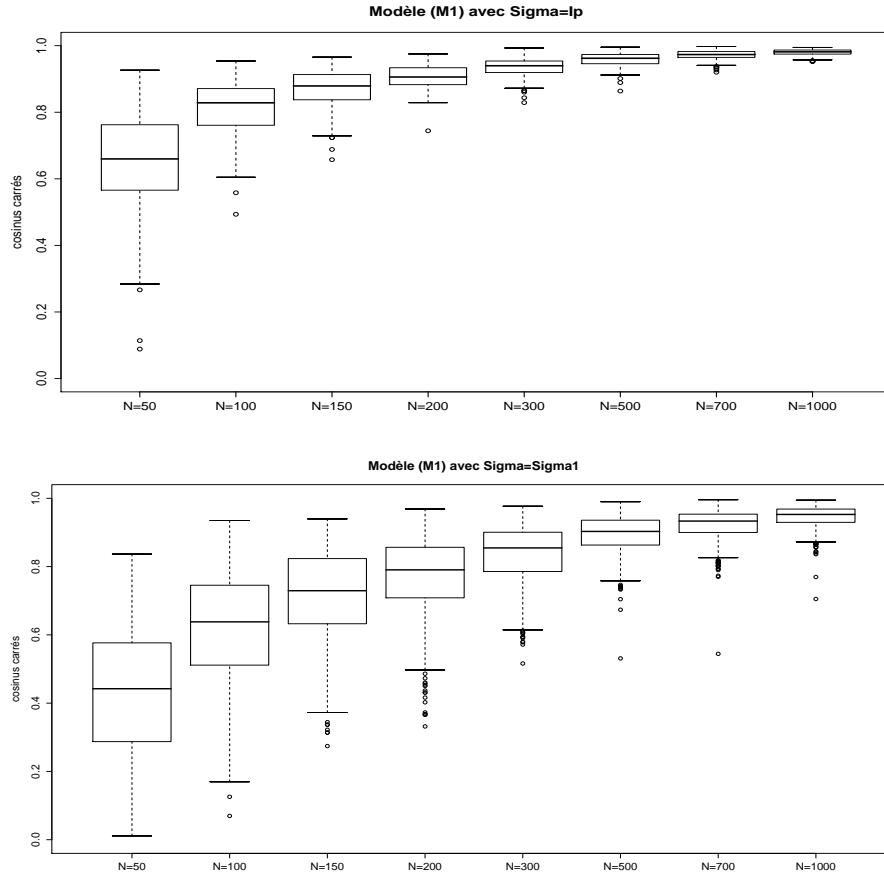 Modèle (M1) avec Sigma=Ip
cosinus carrés
1.0
0.8
0.6
0.4
0.2
0.0
N=50 N=100 N=150 N=200 N=300 N=500 N=700 N=1000
Modèle (M1) avec Sigma=Sigma1
cosinus carrés
1.0
0.8
0.6
0.4
0.2
0.0
N=50 N=100 N=150 N=200 N=300 N=500 N=700 N=1000